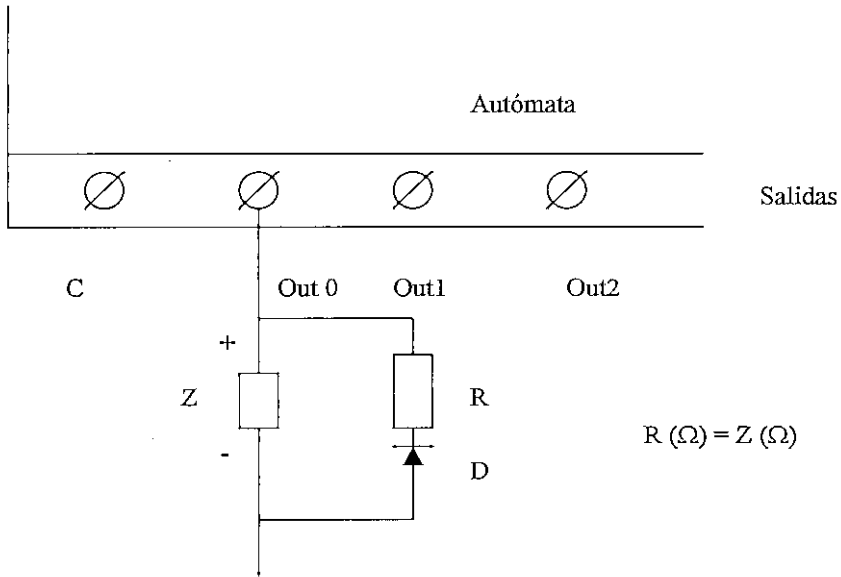 Autómata
Salidas
C Out 0 Out1 Out2
+
Z R
R (Ω) = Z (Ω)
-
D